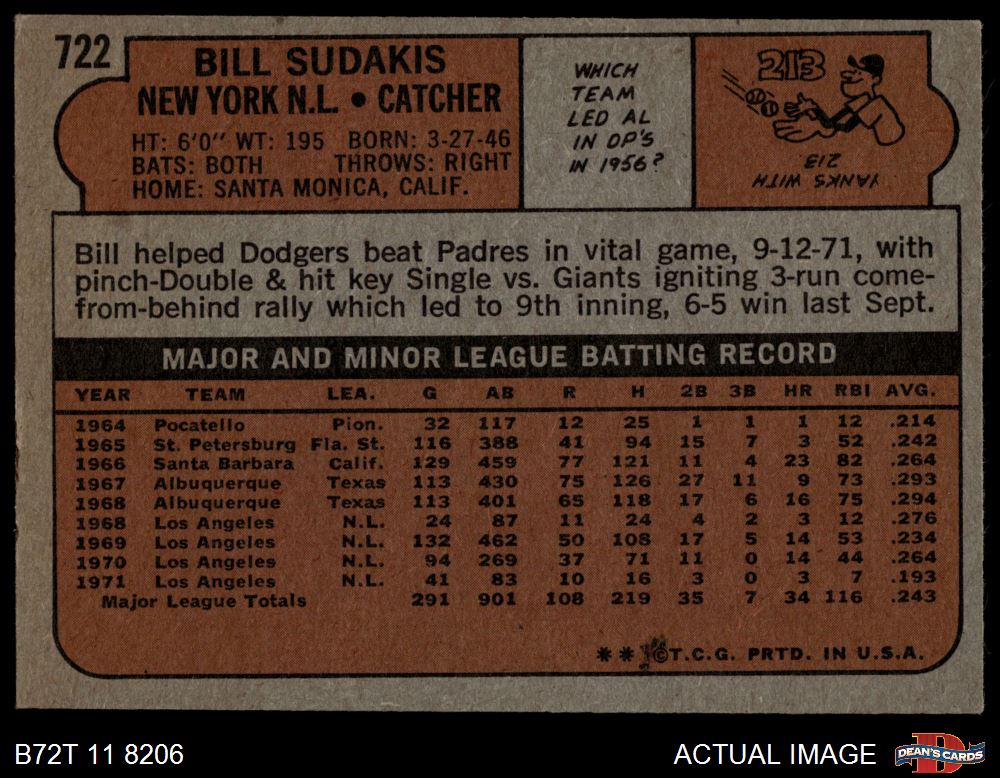 722
BILL SUDAKIS
NEW YORK N.L. • CATCHER
HT: 6'0" WT: 195 BORN: 3-27-46
BATS: BOTH THROWS: RIGHT
HOME: SANTA MONICA, CALIF.
WHICH
TEAM
LED AL
IN DP'S
IN 1956?
213
YANKS WITH
213
Bill helped Dodgers beat Padres in vital game, 9-12-71, with
pinch-Double & hit key Single vs. Giants igniting 3-run come-
from-behind rally which led to 9th inning, 6-5 win last Sept.
MAJOR AND MINOR LEAGUE BATTING RECORD
YEAR TEAM LEA. G AB R H 2B 3B HR RBI AVG.
1964 Pocatello Pion. 32 117 12 25 1 1 1 12 .214
1965 St. Petersburg Fla. St. 116 388 41 94 15 7 3 52 .242
1966 Santa Barbara Calif. 129 459 77 121 11 4 23 82 .264
1967 Albuquerque Texas 113 430 75 126 27 11 9 73 .293
1968 Albuquerque Texas 113 401 65 118 17 6 16 75 .294
1968 Los Angeles N.L. 24 87 11 24 4 2 3 12 .276
1969 Los Angeles N.L. 132 462 50 108 17 5 14 53 .234
1970 Los Angeles N.L. 94 269 37 71 11 0 14 44 .264
1971 Los Angeles N.L. 41 83 10 16 3 0 3 7 .193
Major League Totals 291 901 108 219 35 7 34 116 .243
** ©T.C.G. PRTD. IN U.S.A.
B72T 11 8206
ACTUAL IMAGE
DEAN'S CARDS